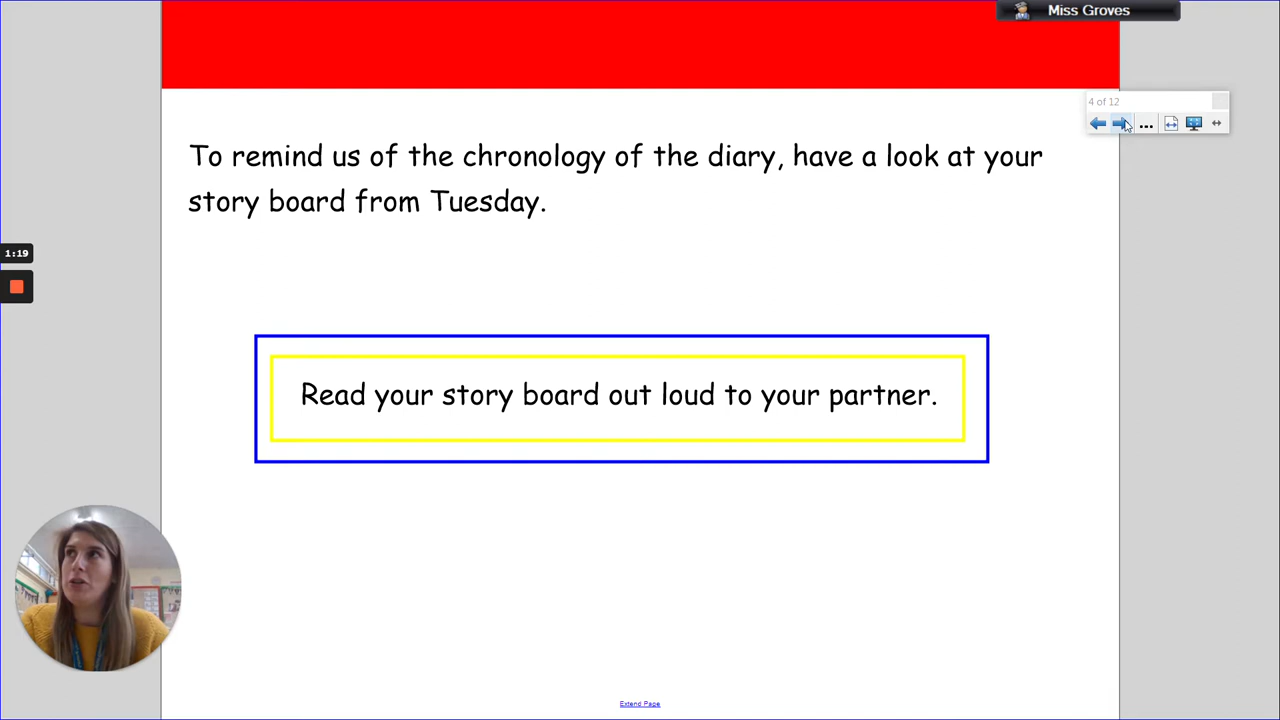 Miss Groves
4 of 12
To remind us of the chronology of the diary, have a look at your
story board from Tuesday.
1:19
Read your story board out loud to your partner.
Extend Page